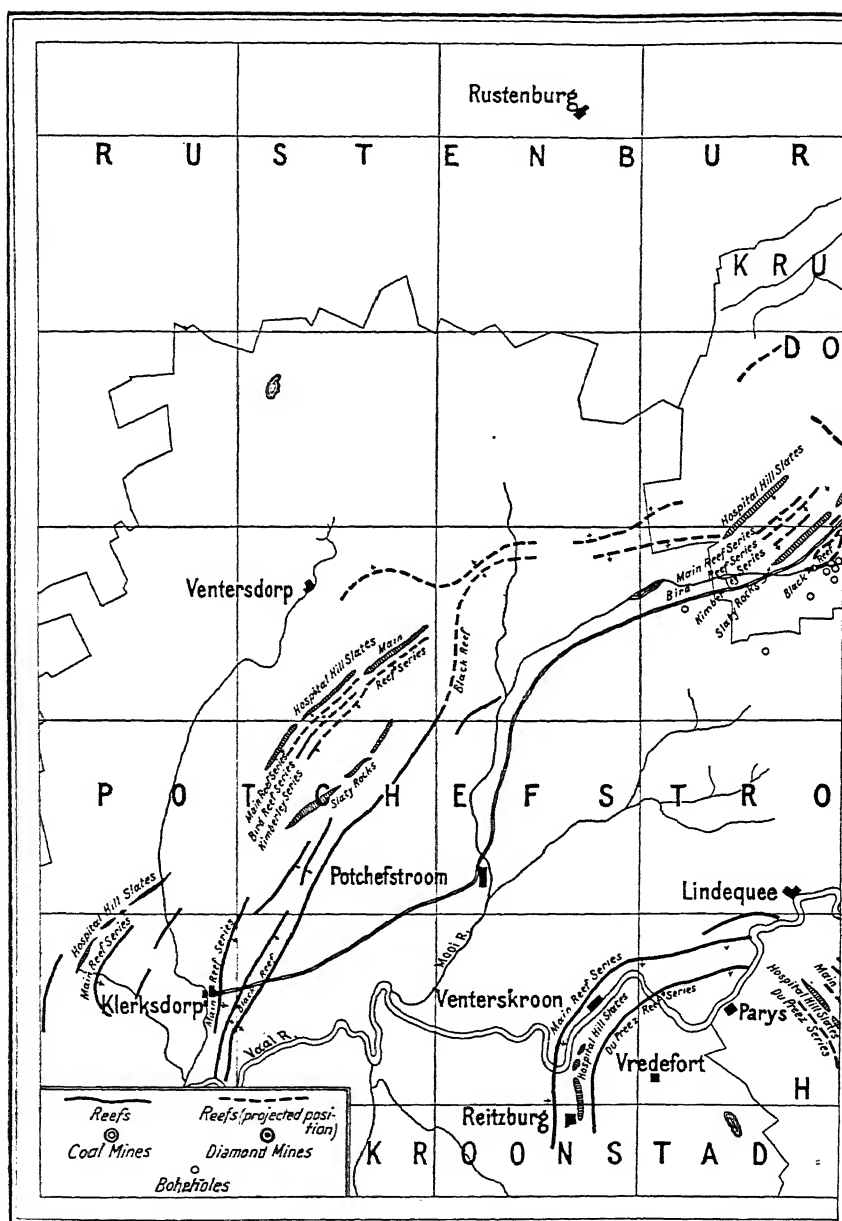 Rustenburg
R U S T E N B U R
K R U
D O
Hospital Hill Slates
Main Reef Series
Bird Reef Series
Kimberley Series
Slaty Rocks
Black Reef
Ventersdorp
Hospital Hill Slates
Main
Reef Series
Black Reef
Main Reef Series
Bird Reef Series
Kimberley Series
Slaty Rocks
P O T C H E F S T R O
Potchefstroom
Lindequee
Hospital Hill Slates
Main Reef Series
Main Reef Series
Black Reef
Klerksdorp
Mooi R.
Vaal R.
Venterskroon
Main Reef Series
Hospital Hill Slates
Du Preez Reef Series
Parys
Main
Hospital Hill Slates
Du Preez Series
Vredefort
Reitzburg
H
K R O O N S T A D
Reefs
Reefs (projected posi-
tion)
Coal Mines
Diamond Mines
Boheholes